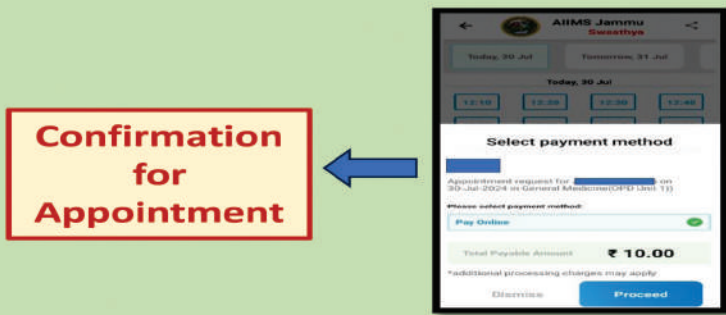 Confirmation
for
Appointment
AIIMS Jammu
Swasthya
Today, 30 Jul
Tomorrow, 31 Jul
Today, 30 Jul
12:10
12:20
12:30
12:40
Select payment method
Appointment request for on
30-Jul-2024 in General Medicine(OPD Unit 1))
Please select payment method:
Pay Online
Total Payable Amount ₹ 10.00
*additional processing charges may apply
Dismiss
Proceed